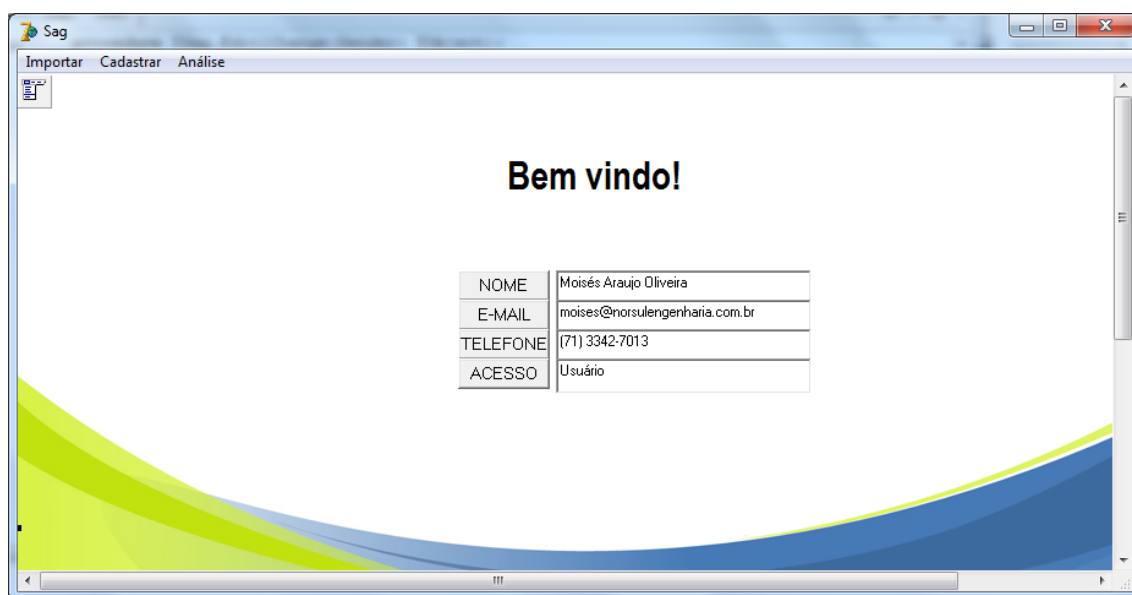 Sag
Importar Cadastrar Análise
Bem vindo!
NOME Moisés Araujo Oliveira
E-MAIL moises@norsulengenharia.com.br
TELEFONE (71) 3342-7013
ACESSO Usuário